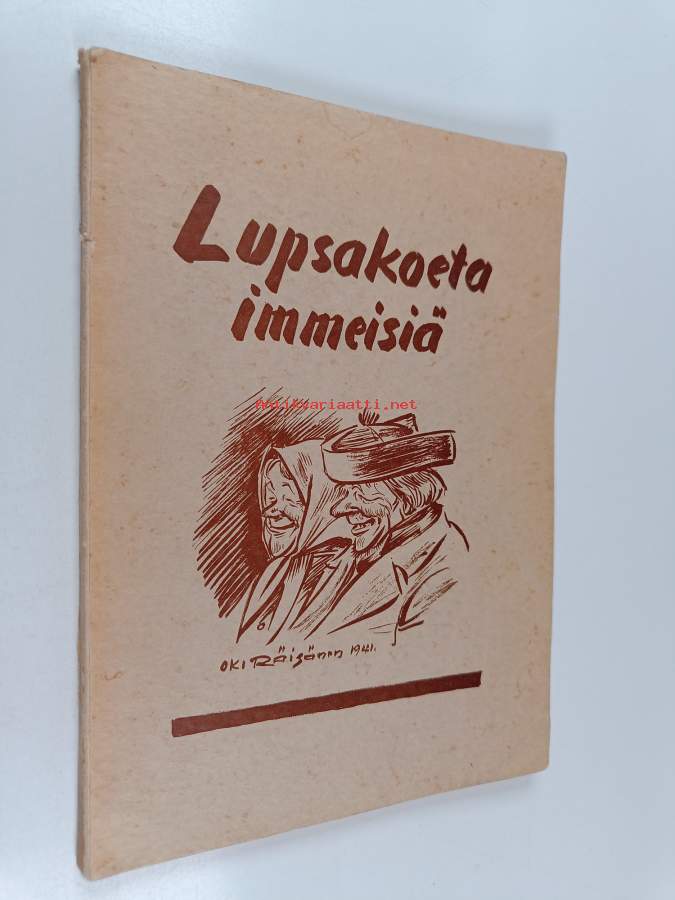 Lupsakoeta
immeisiä
Antikvariaatti.net
OKI RÄISÄNEN 1941.